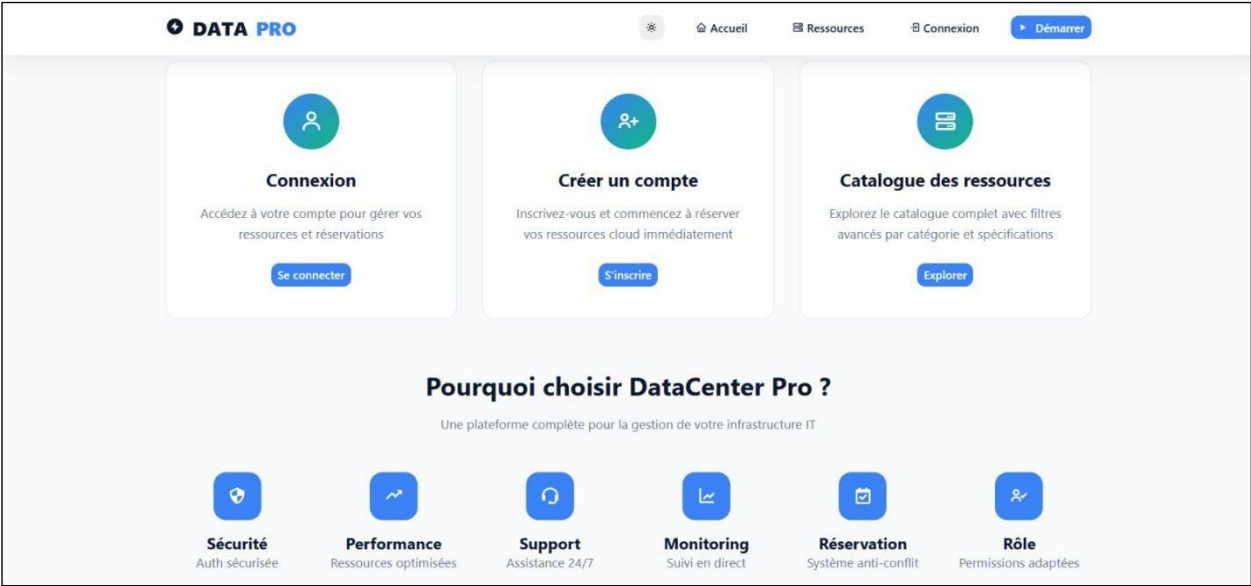 DATA PRO
Accueil
Ressources
Connexion
Démarrer
Connexion
Accédez à votre compte pour gérer vos
ressources et réservations
Se connecter
Créer un compte
Inscrivez-vous et commencez à réserver
vos ressources cloud immédiatement
S'inscrire
Catalogue des ressources
Explorez le catalogue complet avec filtres
avancés par catégorie et spécifications
Explorer
Pourquoi choisir DataCenter Pro ?
Une plateforme complète pour la gestion de votre infrastructure IT
Sécurité
Auth sécurisée
Performance
Ressources optimisées
Support
Assistance 24/7
Monitoring
Suivi en direct
Réservation
Système anti-conflit
Rôle
Permissions adaptées